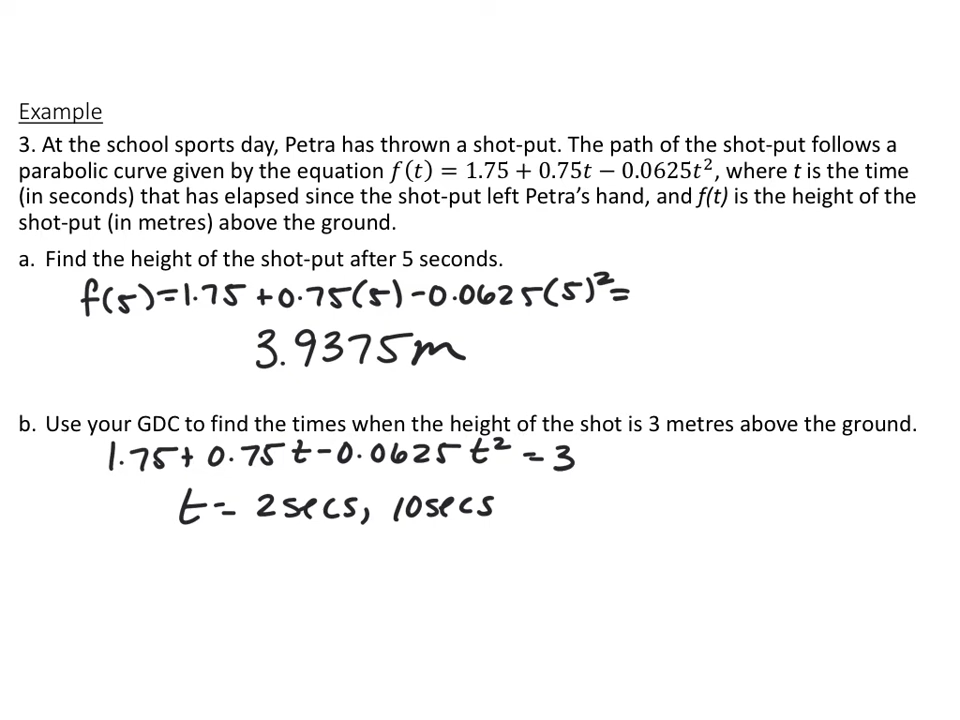 Example
3. At the school sports day, Petra has thrown a shot-put. The path of the shot-put follows a
parabolic curve given by the equation f(t) = 1.75 + 0.75t − 0.0625t², where t is the time
(in seconds) that has elapsed since the shot-put left Petra's hand, and f(t) is the height of the
shot-put (in metres) above the ground.
a. Find the height of the shot-put after 5 seconds.
f(5)=1.75+0.75(5)-0.0625(5)²=
3.9375m
b. Use your GDC to find the times when the height of the shot is 3 metres above the ground.
1.75+0.75t-0.0625t²=3
t= 2secs, 10secs